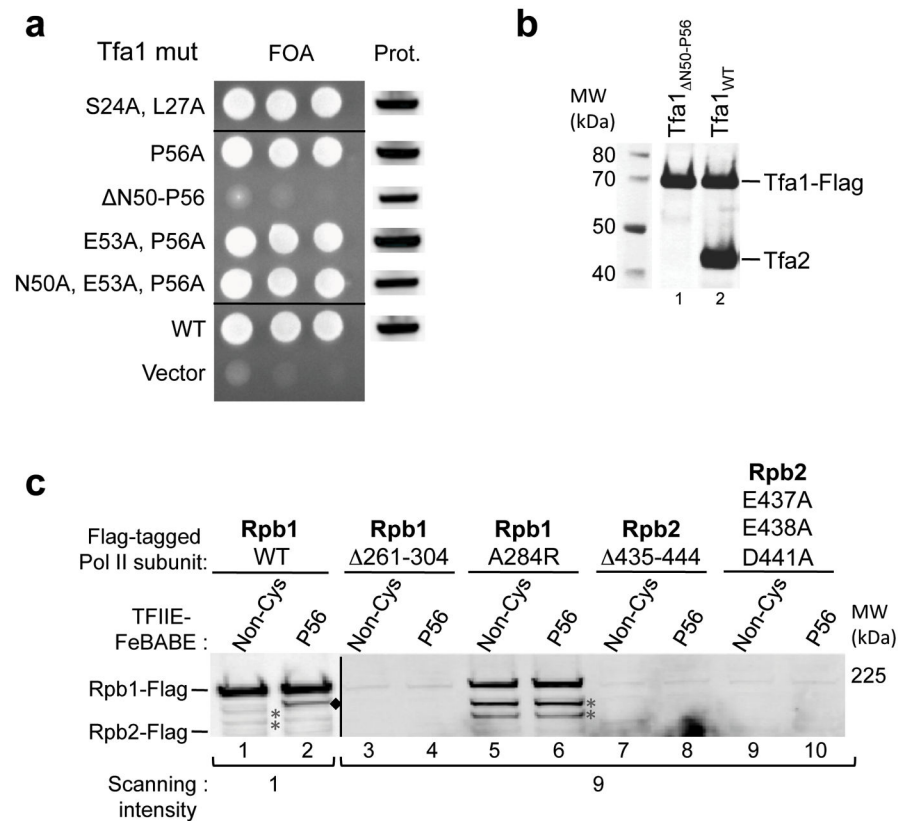 a
Tfa1 mut FOA Prot.
S24A, L27A
P56A
ΔN50-P56
E53A, P56A
N50A, E53A, P56A
WT
Vector
b
MW
(kDa)
Tfa1ΔN50-P56
Tfa1WT
80
70
50
40
Tfa1-Flag
Tfa2
1 2
c
Flag-tagged
Pol II subunit:
Rpb1
WT
Rpb1
Δ261-304
Rpb1
A284R
Rpb2
Δ435-444
Rpb2
E437A
E438A
D441A
TFIIE-
FeBABE :
Non-Cys P56 Non-Cys P56 Non-Cys P56 Non-Cys P56 Non-Cys P56
MW
(kDa)
225
Rpb1-Flag
Rpb2-Flag
◆
*
*
*
*
1 2 3 4 5 6 7 8 9 10
Scanning :
intensity
1 9